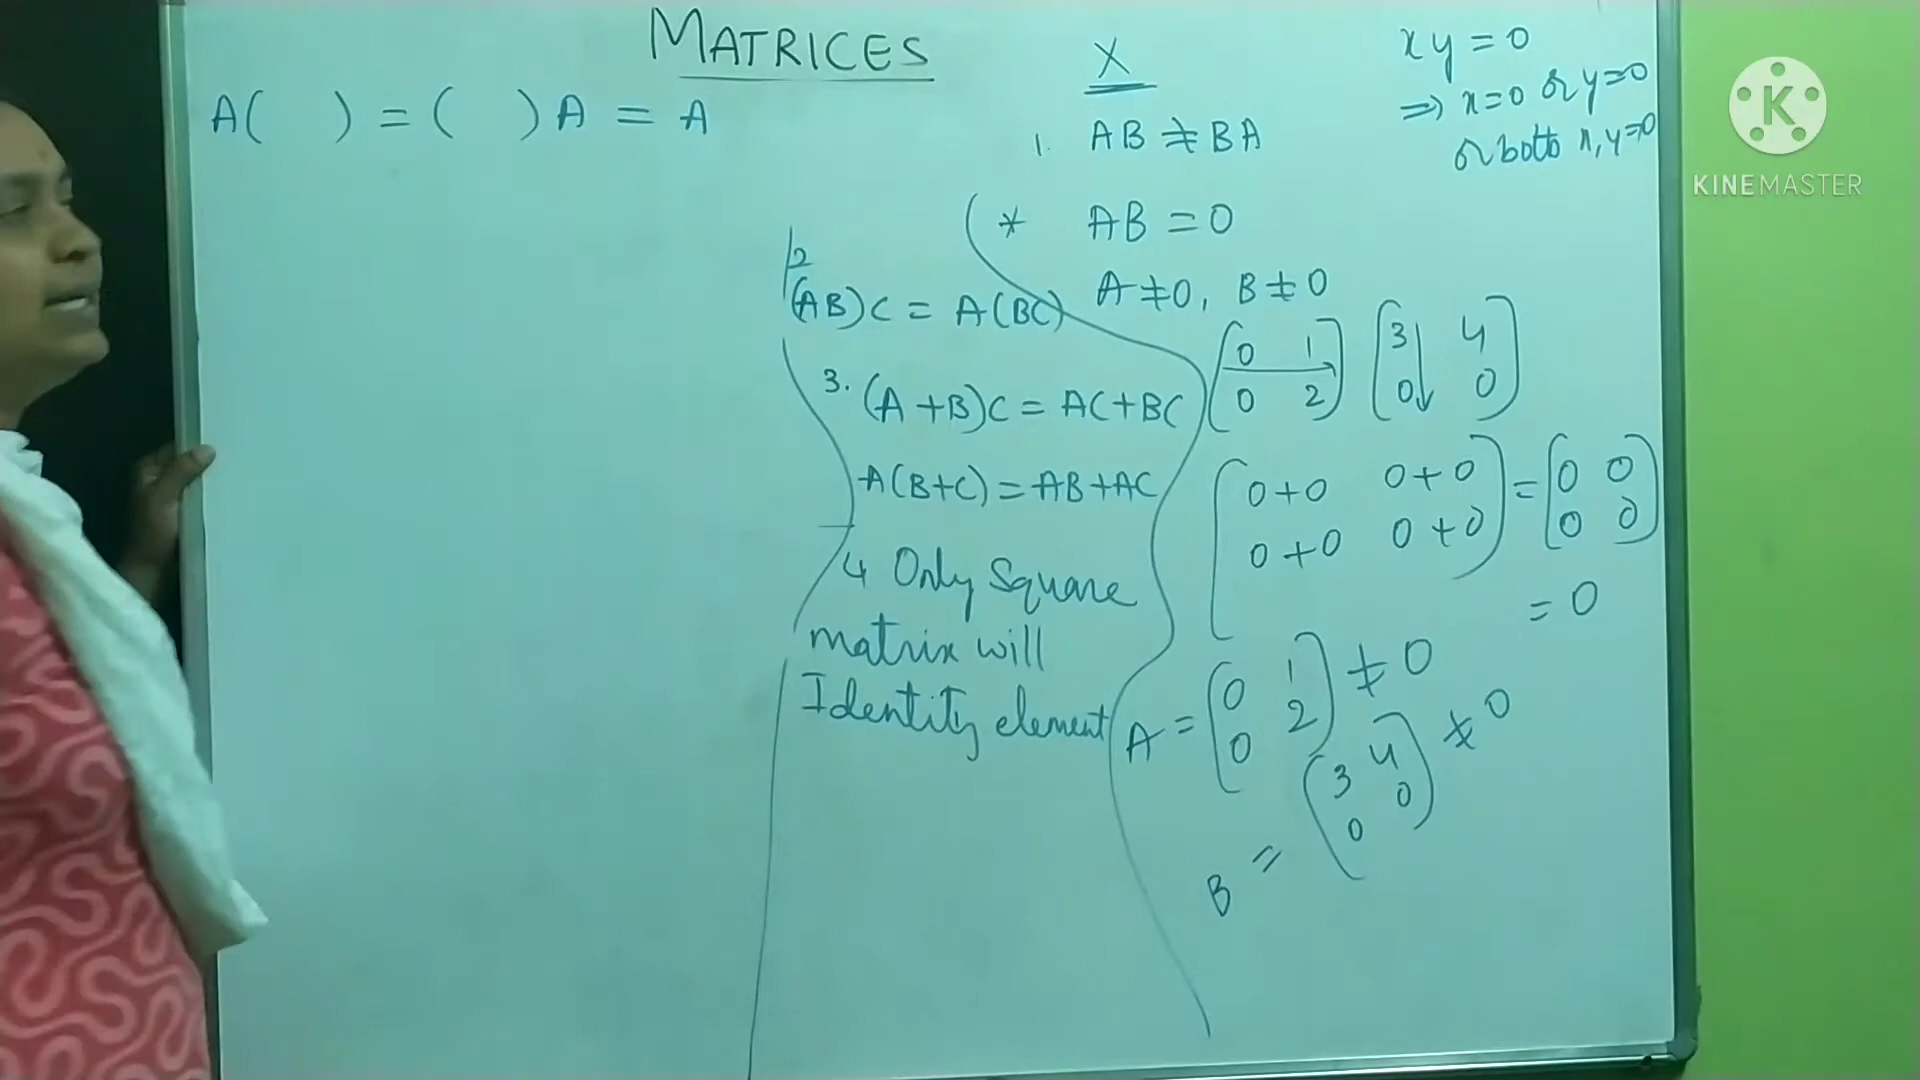 MATRICES
A( ) = ( )A = A
X
1. AB ≠ BA
xy = 0
⇒ x=0 or y=0
or both x, y=0
* AB = 0
A ≠ 0, B ≠ 0
2
(AB)C = A(BC)
3. (A+B)C = AC+BC
A(B+C) = AB+AC
4 Only Square
matrix will
Identity element
[0 1
0 2] [3 4
0 0]
[0+0 0+0
0+0 0+0] = [0 0
0 0]
= 0
A = [0 1
0 2] ≠ 0
B = [3 4
0 0] ≠ 0
K
KINEMASTER